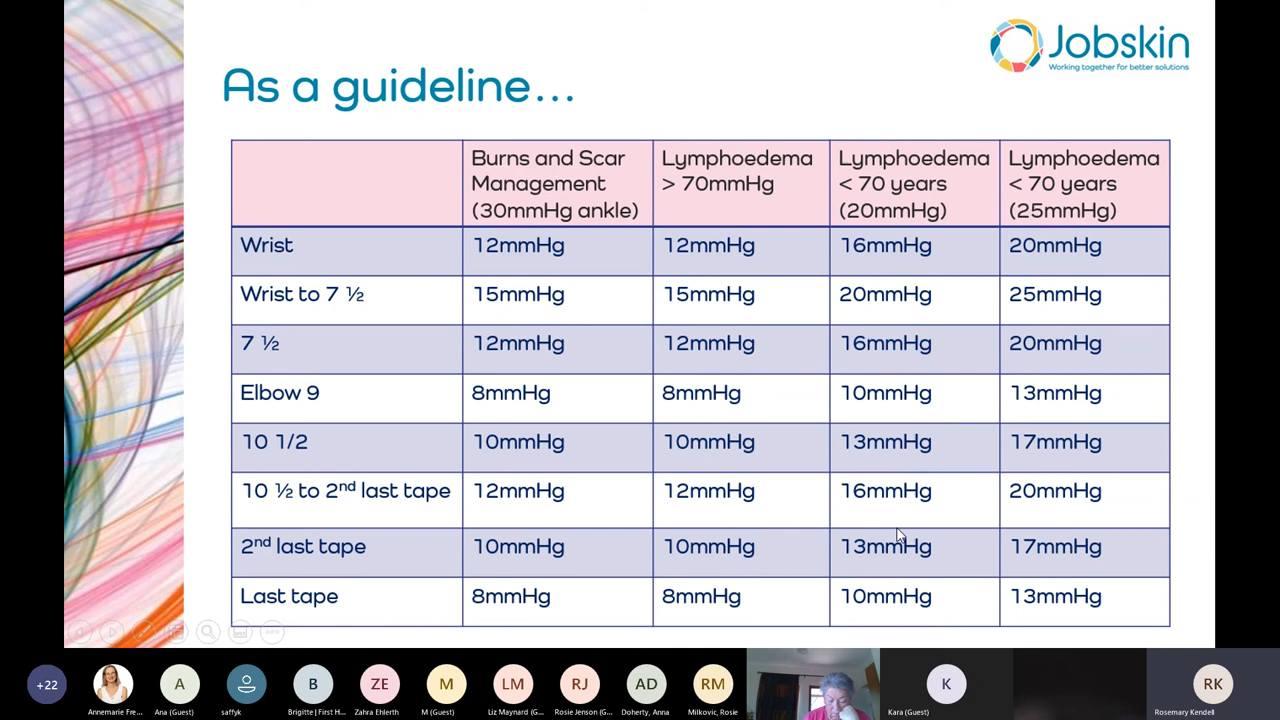 Jobskin
Working together for better solutions
As a guideline...
Burns and Scar Management (30mmHg ankle) Lymphoedema > 70mmHg Lymphoedema < 70 years (20mmHg) Lymphoedema < 70 years (25mmHg)
Wrist 12mmHg 12mmHg 16mmHg 20mmHg
Wrist to 7 ½ 15mmHg 15mmHg 20mmHg 25mmHg
7 ½ 12mmHg 12mmHg 16mmHg 20mmHg
Elbow 9 8mmHg 8mmHg 10mmHg 13mmHg
10 1/2 10mmHg 10mmHg 13mmHg 17mmHg
10 ½ to 2nd last tape 12mmHg 12mmHg 16mmHg 20mmHg
2nd last tape 10mmHg 10mmHg 13mmHg 17mmHg
Last tape 8mmHg 8mmHg 10mmHg 13mmHg
+22 A B ZE M LM RJ AD RM K RK
Annemarie Fre... Ana (Guest) saffyk Brigitte | First H... Zahra Ehlerth M (Guest) Liz Maynard (G... Rosie Jenson (G... Doherty, Anna Milkovic, Rosie Kara (Guest) Rosemary Kendell